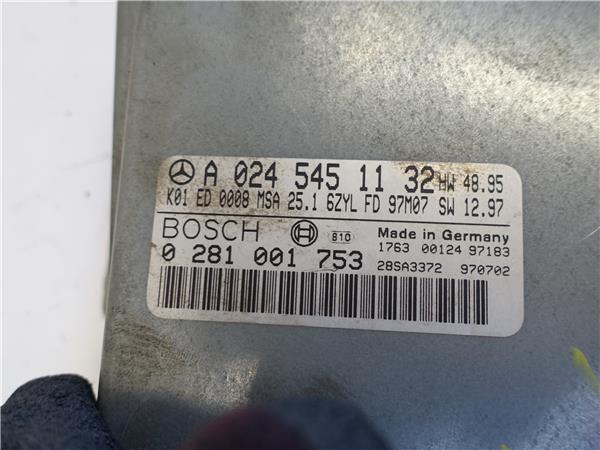 A 024 545 11 32 HW 48.95
K01 ED 0008 MSA 25.1 6ZYL FD 97M07 SW 12.97
BOSCH 810 Made in Germany
1763 00124 97183
0 281 001 753 28SA3372 970702